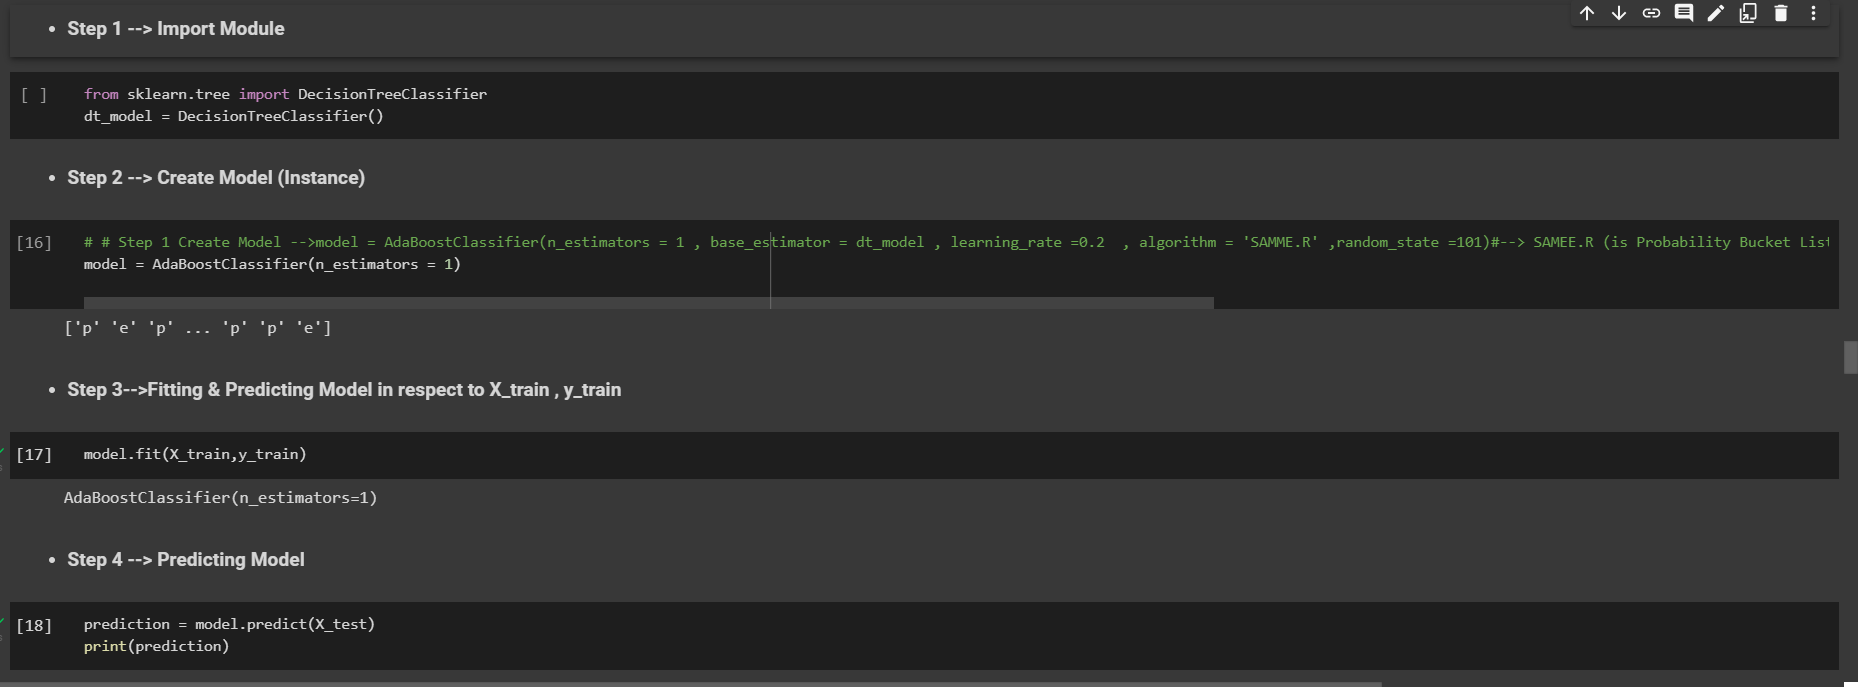 • Step 1 --> Import Module
[ ] from sklearn.tree import DecisionTreeClassifier
dt_model = DecisionTreeClassifier()
• Step 2 --> Create Model (Instance)
[16] # # Step 1 Create Model -->model = AdaBoostClassifier(n_estimators = 1 , base_estimator = dt_model , learning_rate =0.2  , algorithm = 'SAMME.R' ,random_state =101)#--> SAMEE.R (is Probability Bucket List
model = AdaBoostClassifier(n_estimators = 1)
['p' 'e' 'p' ... 'p' 'p' 'e']
• Step 3-->Fitting & Predicting Model in respect to X_train , y_train
[17] model.fit(X_train,y_train)
AdaBoostClassifier(n_estimators=1)
• Step 4 --> Predicting Model
[18] prediction = model.predict(X_test)
print(prediction)